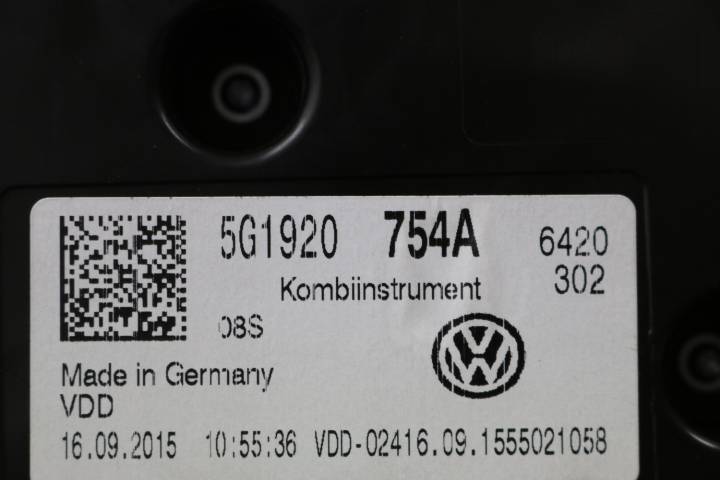 5G1920 754A 6420
Kombiinstrument 302
08S
Made in Germany
VDD
16.09.2015 10:55:36 VDD-02416.09.1555021058